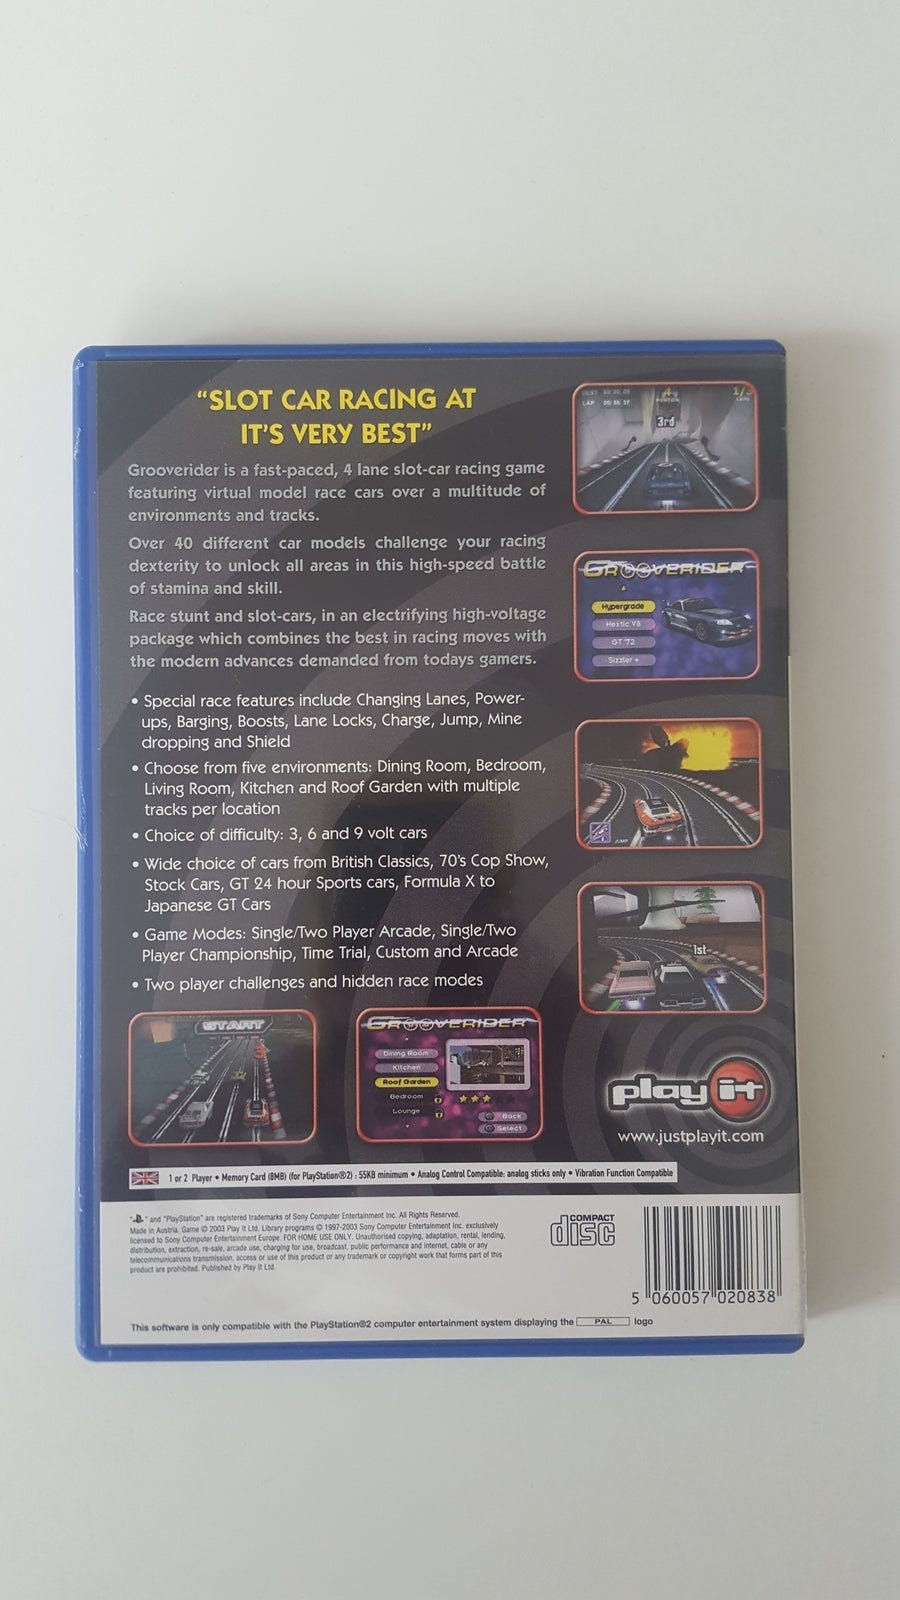 “SLOT CAR RACING AT
IT'S VERY BEST”
Grooverider is a fast-paced, 4 lane slot-car racing game
featuring virtual model race cars over a multitude of
environments and tracks.
Over 40 different car models challenge your racing
dexterity to unlock all areas in this high-speed battle
of stamina and skill.
Race stunt and slot-cars, in an electrifying high-voltage
package which combines the best in racing moves with
the modern advances demanded from todays gamers.
• Special race features include Changing Lanes, Power-
ups, Barging, Boosts, Lane Locks, Charge, Jump, Mine
dropping and Shield
• Choose from five environments: Dining Room, Bedroom,
Living Room, Kitchen and Roof Garden with multiple
tracks per location
• Choice of difficulty: 3, 6 and 9 volt cars
• Wide choice of cars from British Classics, 70's Cop Show,
Stock Cars, GT 24 hour Sports cars, Formula X to
Japanese GT Cars
• Game Modes: Single/Two Player Arcade, Single/Two
Player Championship, Time Trial, Custom and Arcade
• Two player challenges and hidden race modes
BEST
LAP
POSITION
1/3
LAPS
3rd
GROOVERIDER
Hypergrade
Hextic V8
GT '72
Sizzler +
JUMP
1st
START
3
GROOVERIDER
Dining Room
Kitchen
Roof Garden
Bedroom
Lounge
Back
Select
play it
www.justplayit.com
1 or 2 Player • Memory Card (8MB) (for PlayStation®2) : 55KB minimum • Analog Control Compatible: analog sticks only • Vibration Function Compatible
" " and "PlayStation" are registered trademarks of Sony Computer Entertainment Inc. All Rights Reserved.
Made in Austria. Game © 2003 Play It Ltd. Library programs © 1997-2003 Sony Computer Entertainment Inc. exclusively
licensed to Sony Computer Entertainment Europe. FOR HOME USE ONLY. Unauthorised copying, adaptation, rental, lending,
distribution, extraction, re-sale, arcade use, charging for use, broadcast, public performance and internet, cable or any
telecommunications transmission, access or use of this product or any trademark or copyright work that forms part of this
product are prohibited. Published by Play It Ltd.
COMPACT
disc
5 060057 020838
This software is only compatible with the PlayStation®2 computer entertainment system displaying the PAL logo